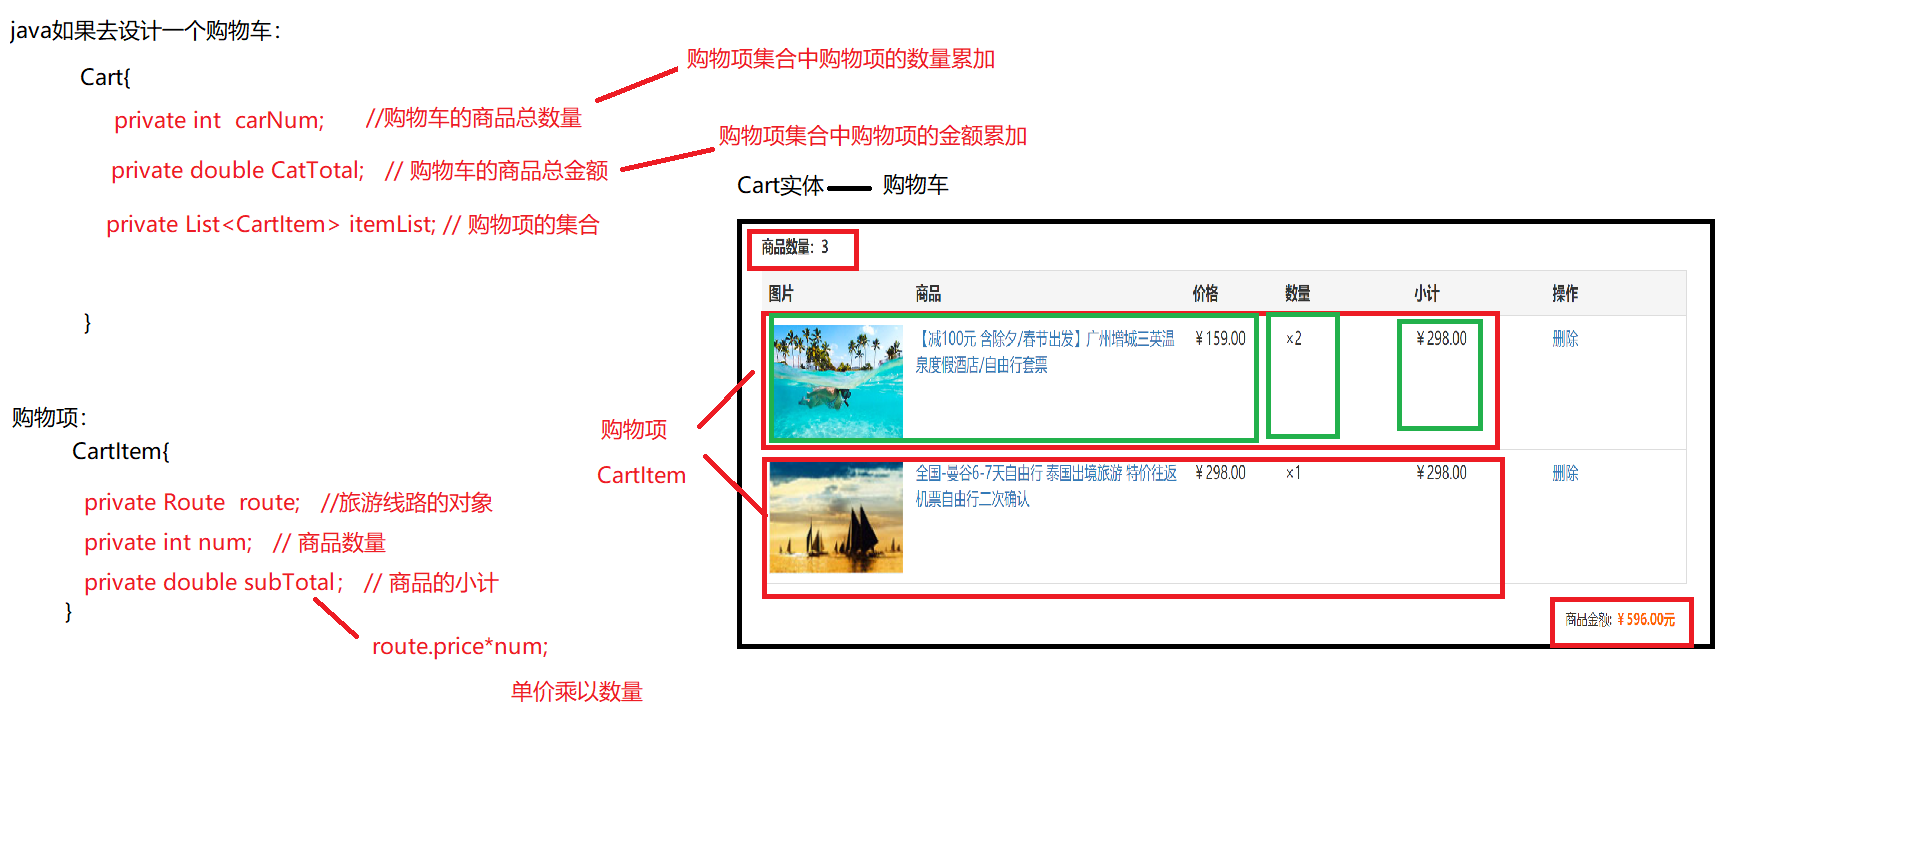 java如果去设计一个购物车：
Cart{
private int  carNum;
//购物车的商品总数量
购物项集合中购物项的数量累加
private double CatTotal;
// 购物车的商品总金额
购物项集合中购物项的金额累加
private List<CartItem> itemList; // 购物项的集合
}
购物项：
CartItem{
private Route  route;   //旅游线路的对象
private int num;   // 商品数量
private double subTotal；  // 商品的小计
}
route.price*num;
单价乘以数量
Cart实体
购物车
商品数量：3
图片 商品 价格 数量 小计 操作
【减100元 含除夕/春节出发】广州增城三英温 ￥159.00 ×2 ￥298.00 删除
泉度假酒店/自由行套票
全国-曼谷6-7天自由行 泰国出境旅游 特价往返 ￥298.00 ×1 ￥298.00 删除
机票自由行二次确认
商品金额: ￥596.00元
购物项
CartItem